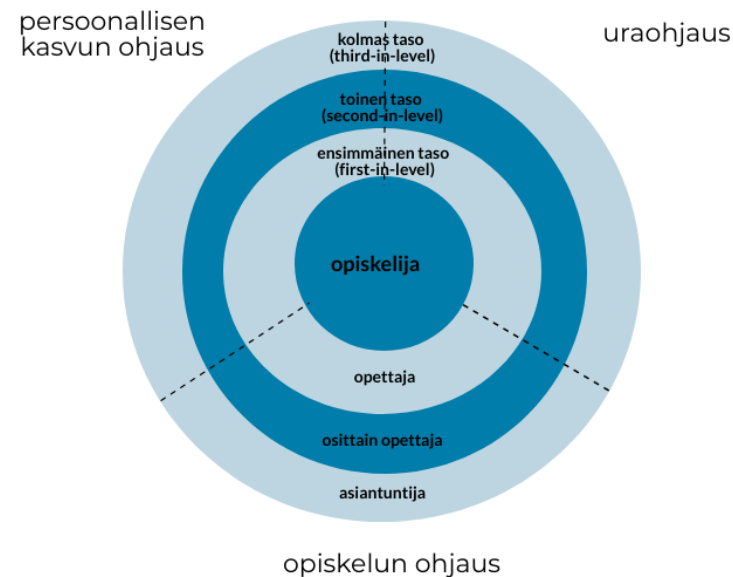 persoonallisen
kasvun ohjaus
uraohjaus
kolmas taso
(third-in-level)
toinen taso
(second-in-level)
ensimmäinen taso
(first-in-level)
opiskelija
opettaja
osittain opettaja
asiantuntija
opiskelun ohjaus